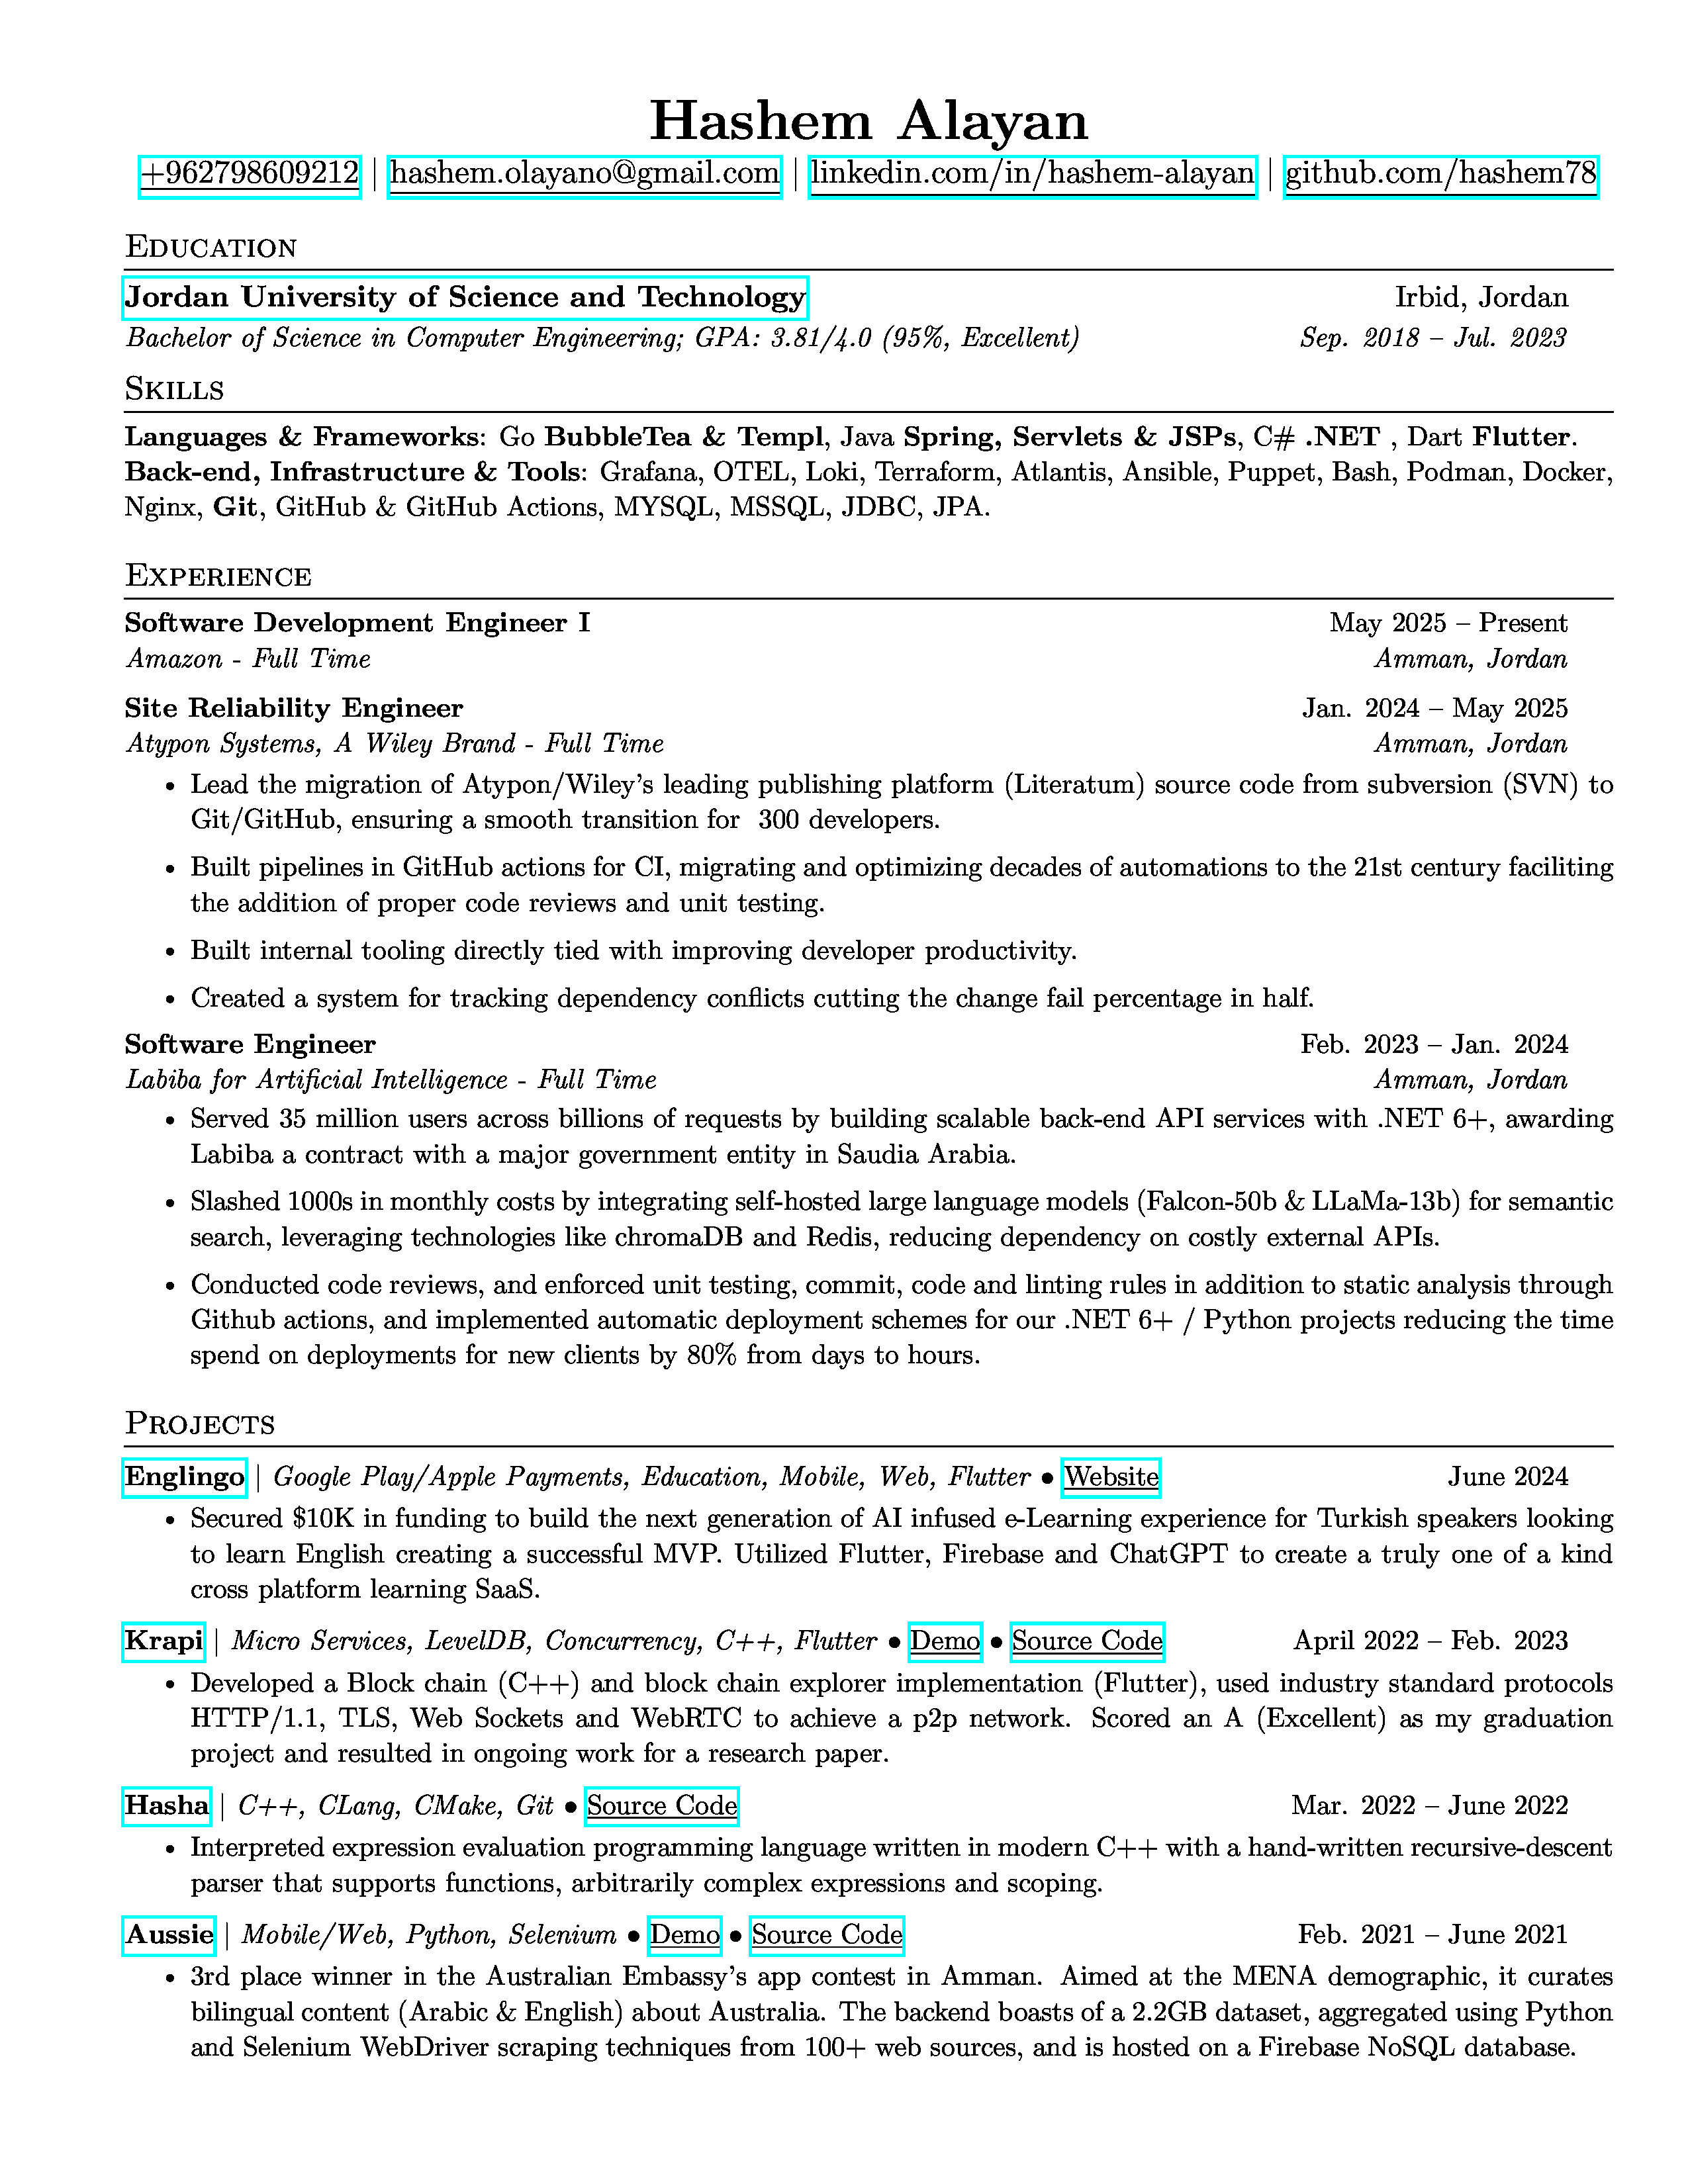 Hashem Alayan
+962798609212 | hashem.olayano@gmail.com | linkedin.com/in/hashem-alayan | github.com/hashem78
EDUCATION
Jordan University of Science and Technology Irbid, Jordan
Bachelor of Science in Computer Engineering; GPA: 3.81/4.0 (95%, Excellent) Sep. 2018 – Jul. 2023
SKILLS
Languages & Frameworks: Go BubbleTea & Templ, Java Spring, Servlets & JSPs, C# .NET , Dart Flutter.
Back-end, Infrastructure & Tools: Grafana, OTEL, Loki, Terraform, Atlantis, Ansible, Puppet, Bash, Podman, Docker,
Nginx, Git, GitHub & GitHub Actions, MYSQL, MSSQL, JDBC, JPA.
EXPERIENCE
Software Development Engineer I May 2025 – Present
Amazon - Full Time Amman, Jordan
Site Reliability Engineer Jan. 2024 – May 2025
Atypon Systems, A Wiley Brand - Full Time Amman, Jordan
• Lead the migration of Atypon/Wiley's leading publishing platform (Literatum) source code from subversion (SVN) to
Git/GitHub, ensuring a smooth transition for 300 developers.
• Built pipelines in GitHub actions for CI, migrating and optimizing decades of automations to the 21st century faciliting
the addition of proper code reviews and unit testing.
• Built internal tooling directly tied with improving developer productivity.
• Created a system for tracking dependency conflicts cutting the change fail percentage in half.
Software Engineer Feb. 2023 – Jan. 2024
Labiba for Artificial Intelligence - Full Time Amman, Jordan
• Served 35 million users across billions of requests by building scalable back-end API services with .NET 6+, awarding
Labiba a contract with a major government entity in Saudia Arabia.
• Slashed 1000s in monthly costs by integrating self-hosted large language models (Falcon-50b & LLaMa-13b) for semantic
search, leveraging technologies like chromaDB and Redis, reducing dependency on costly external APIs.
• Conducted code reviews, and enforced unit testing, commit, code and linting rules in addition to static analysis through
Github actions, and implemented automatic deployment schemes for our .NET 6+ / Python projects reducing the time
spend on deployments for new clients by 80% from days to hours.
PROJECTS
Englingo | Google Play/Apple Payments, Education, Mobile, Web, Flutter • Website June 2024
• Secured $10K in funding to build the next generation of AI infused e-Learning experience for Turkish speakers looking
to learn English creating a successful MVP. Utilized Flutter, Firebase and ChatGPT to create a truly one of a kind
cross platform learning SaaS.
Krapi | Micro Services, LevelDB, Concurrency, C++, Flutter • Demo • Source Code April 2022 – Feb. 2023
• Developed a Block chain (C++) and block chain explorer implementation (Flutter), used industry standard protocols
HTTP/1.1, TLS, Web Sockets and WebRTC to achieve a p2p network. Scored an A (Excellent) as my graduation
project and resulted in ongoing work for a research paper.
Hasha | C++, CLang, CMake, Git • Source Code Mar. 2022 – June 2022
• Interpreted expression evaluation programming language written in modern C++ with a hand-written recursive-descent
parser that supports functions, arbitrarily complex expressions and scoping.
Aussie | Mobile/Web, Python, Selenium • Demo • Source Code Feb. 2021 – June 2021
• 3rd place winner in the Australian Embassy's app contest in Amman. Aimed at the MENA demographic, it curates
bilingual content (Arabic & English) about Australia. The backend boasts of a 2.2GB dataset, aggregated using Python
and Selenium WebDriver scraping techniques from 100+ web sources, and is hosted on a Firebase NoSQL database.